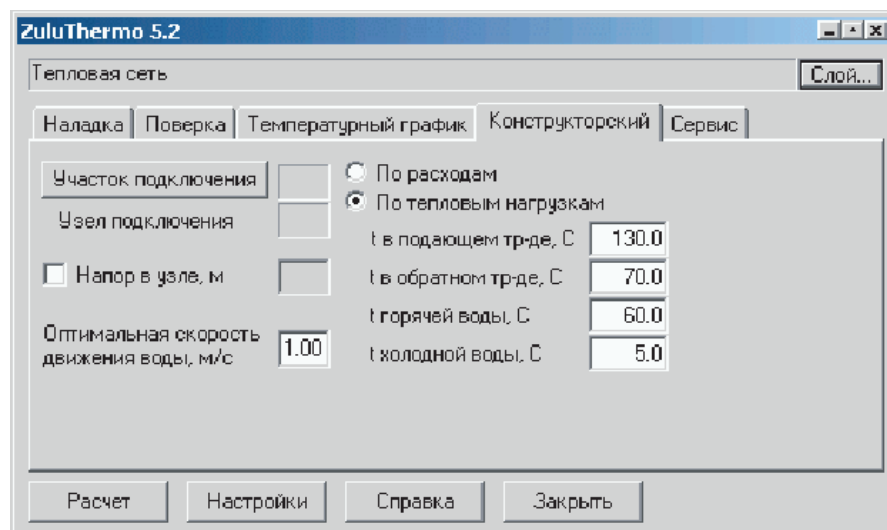 ZuluThermo 5.2
Тепловая сеть
Слой...
Наладка Поверка Температурный график Конструкторский Сервис
Участок подключения
Узел подключения
Напор в узле, м
Оптимальная скорость
движения воды, м/с
1.00
По расходам
По тепловым нагрузкам
t в подающем тр-де, С 130.0
t в обратном тр-де, С 70.0
t горячей воды, С 60.0
t холодной воды, С 5.0
Расчет Настройки Справка Закрыть